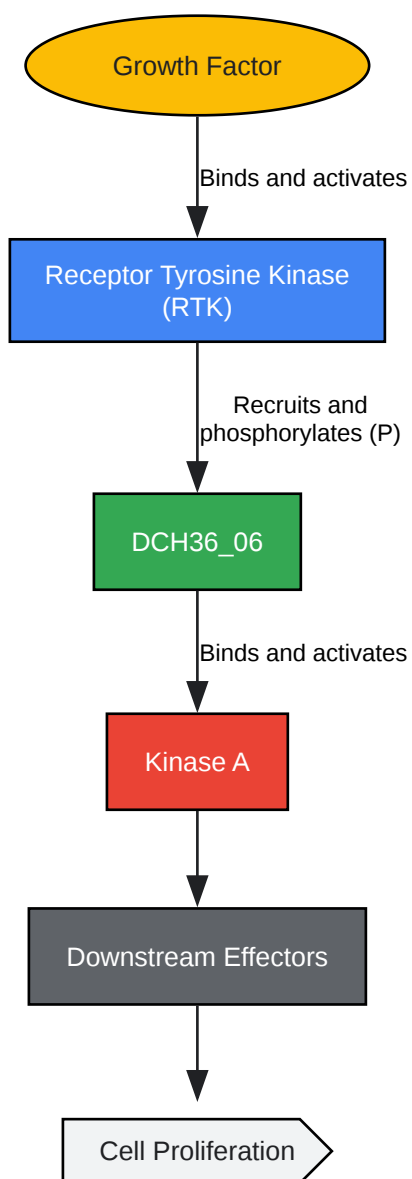 Growth Factor
Binds and activates
Receptor Tyrosine Kinase
(RTK)
Recruits and
phosphorylates (P)
DCH36_06
Binds and activates
Kinase A
Downstream Effectors
Cell Proliferation